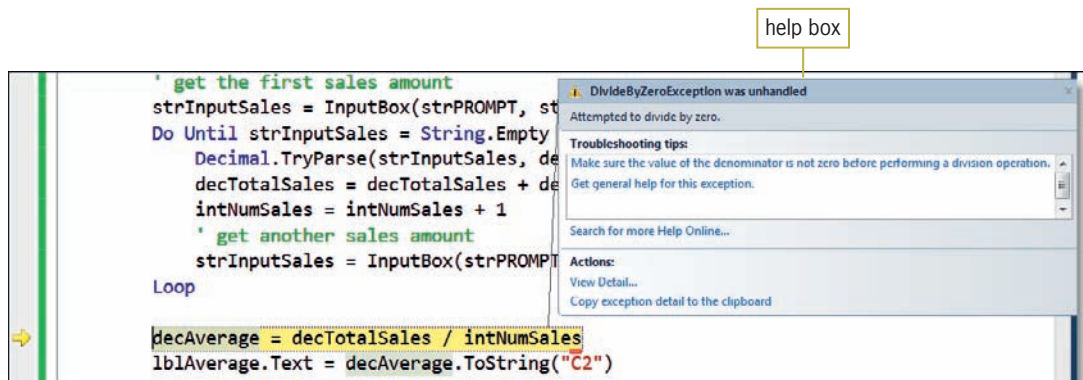 help box
' get the first sales amount
strInputSales = InputBox(strPROMPT, st
Do Until strInputSales = String.Empty
Decimal.TryParse(strInputSales, de
decTotalSales = decTotalSales + de
intNumSales = intNumSales + 1
' get another sales amount
strInputSales = InputBox(strPROMPT
Loop
decAverage = decTotalSales / intNumSales
lblAverage.Text = decAverage.ToString("C2")
DivideByZeroException was unhandled
Attempted to divide by zero.
Troubleshooting tips:
Make sure the value of the denominator is not zero before performing a division operation.
Get general help for this exception.
Search for more Help Online...
Actions:
View Detail...
Copy exception detail to the clipboard